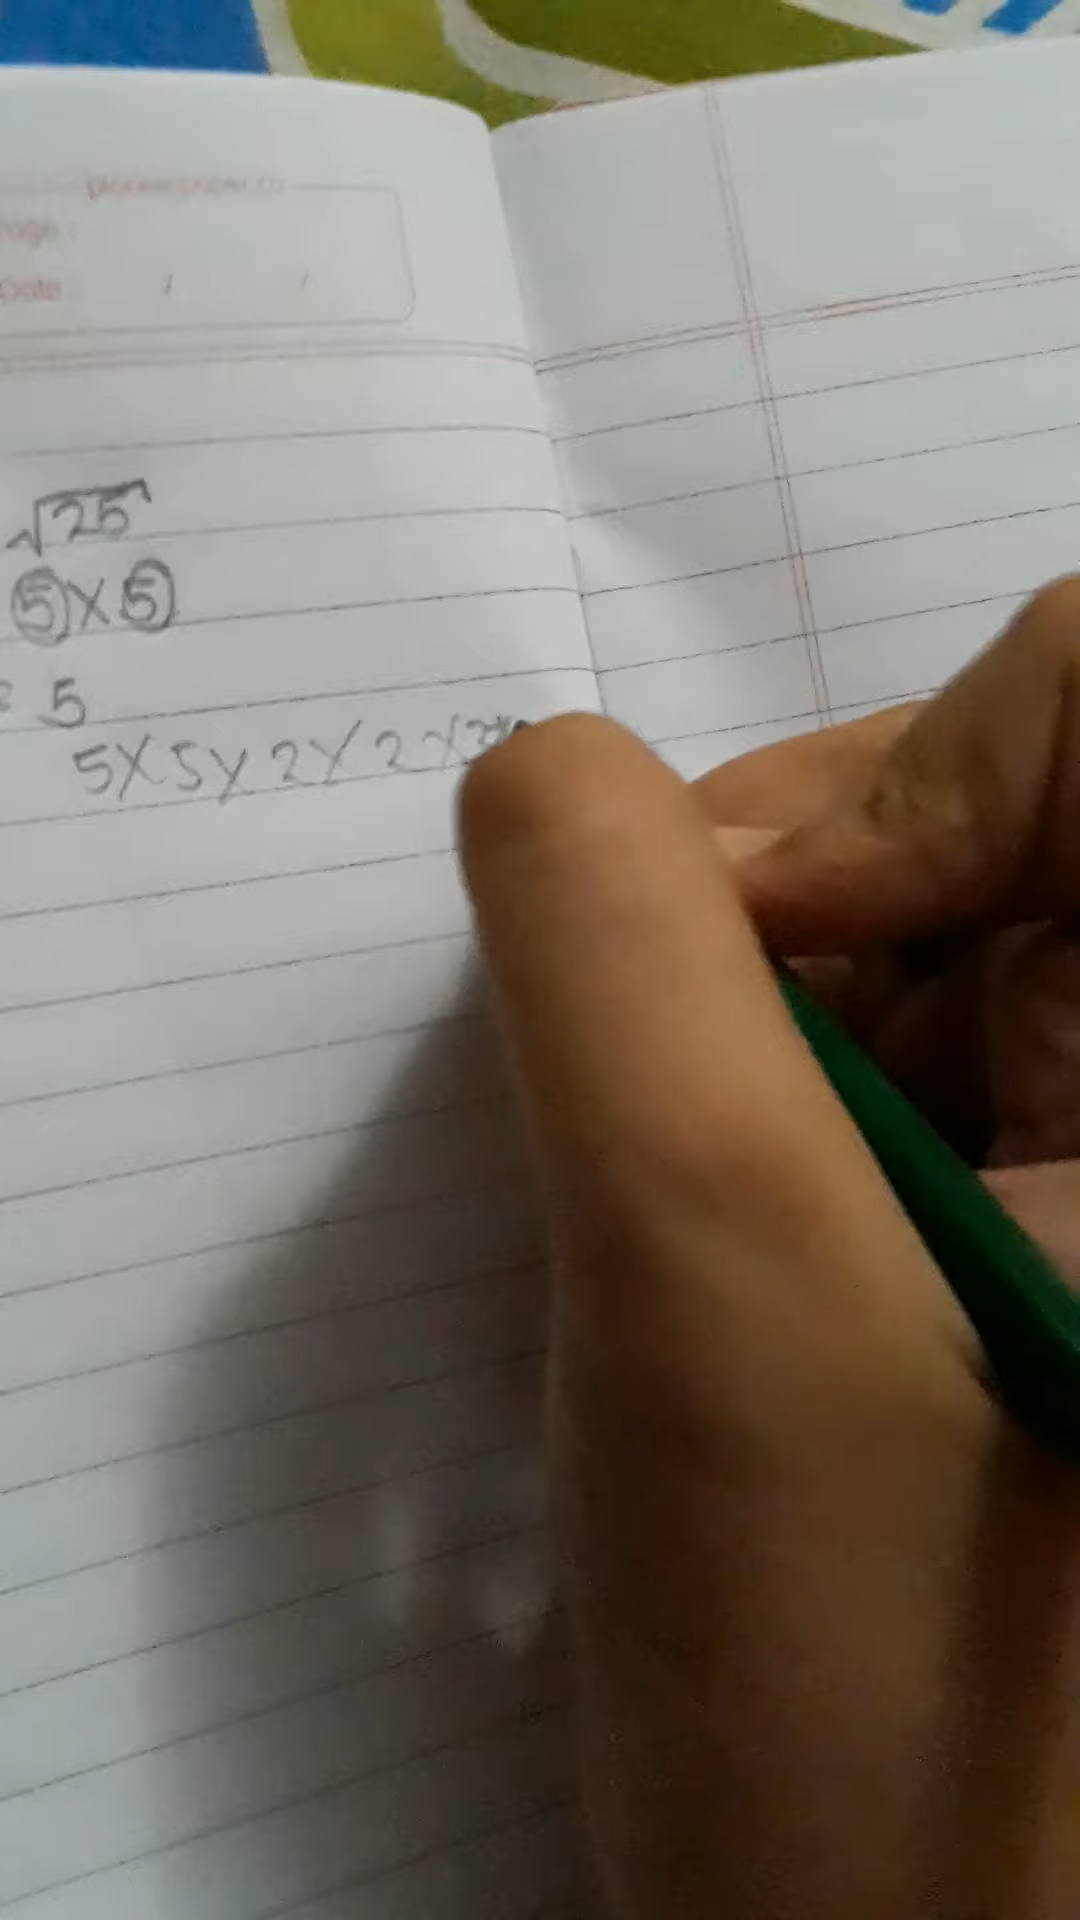 Page :
Date : / /
√25
5 X 5
5
5 X 5 X 2 X 2 X